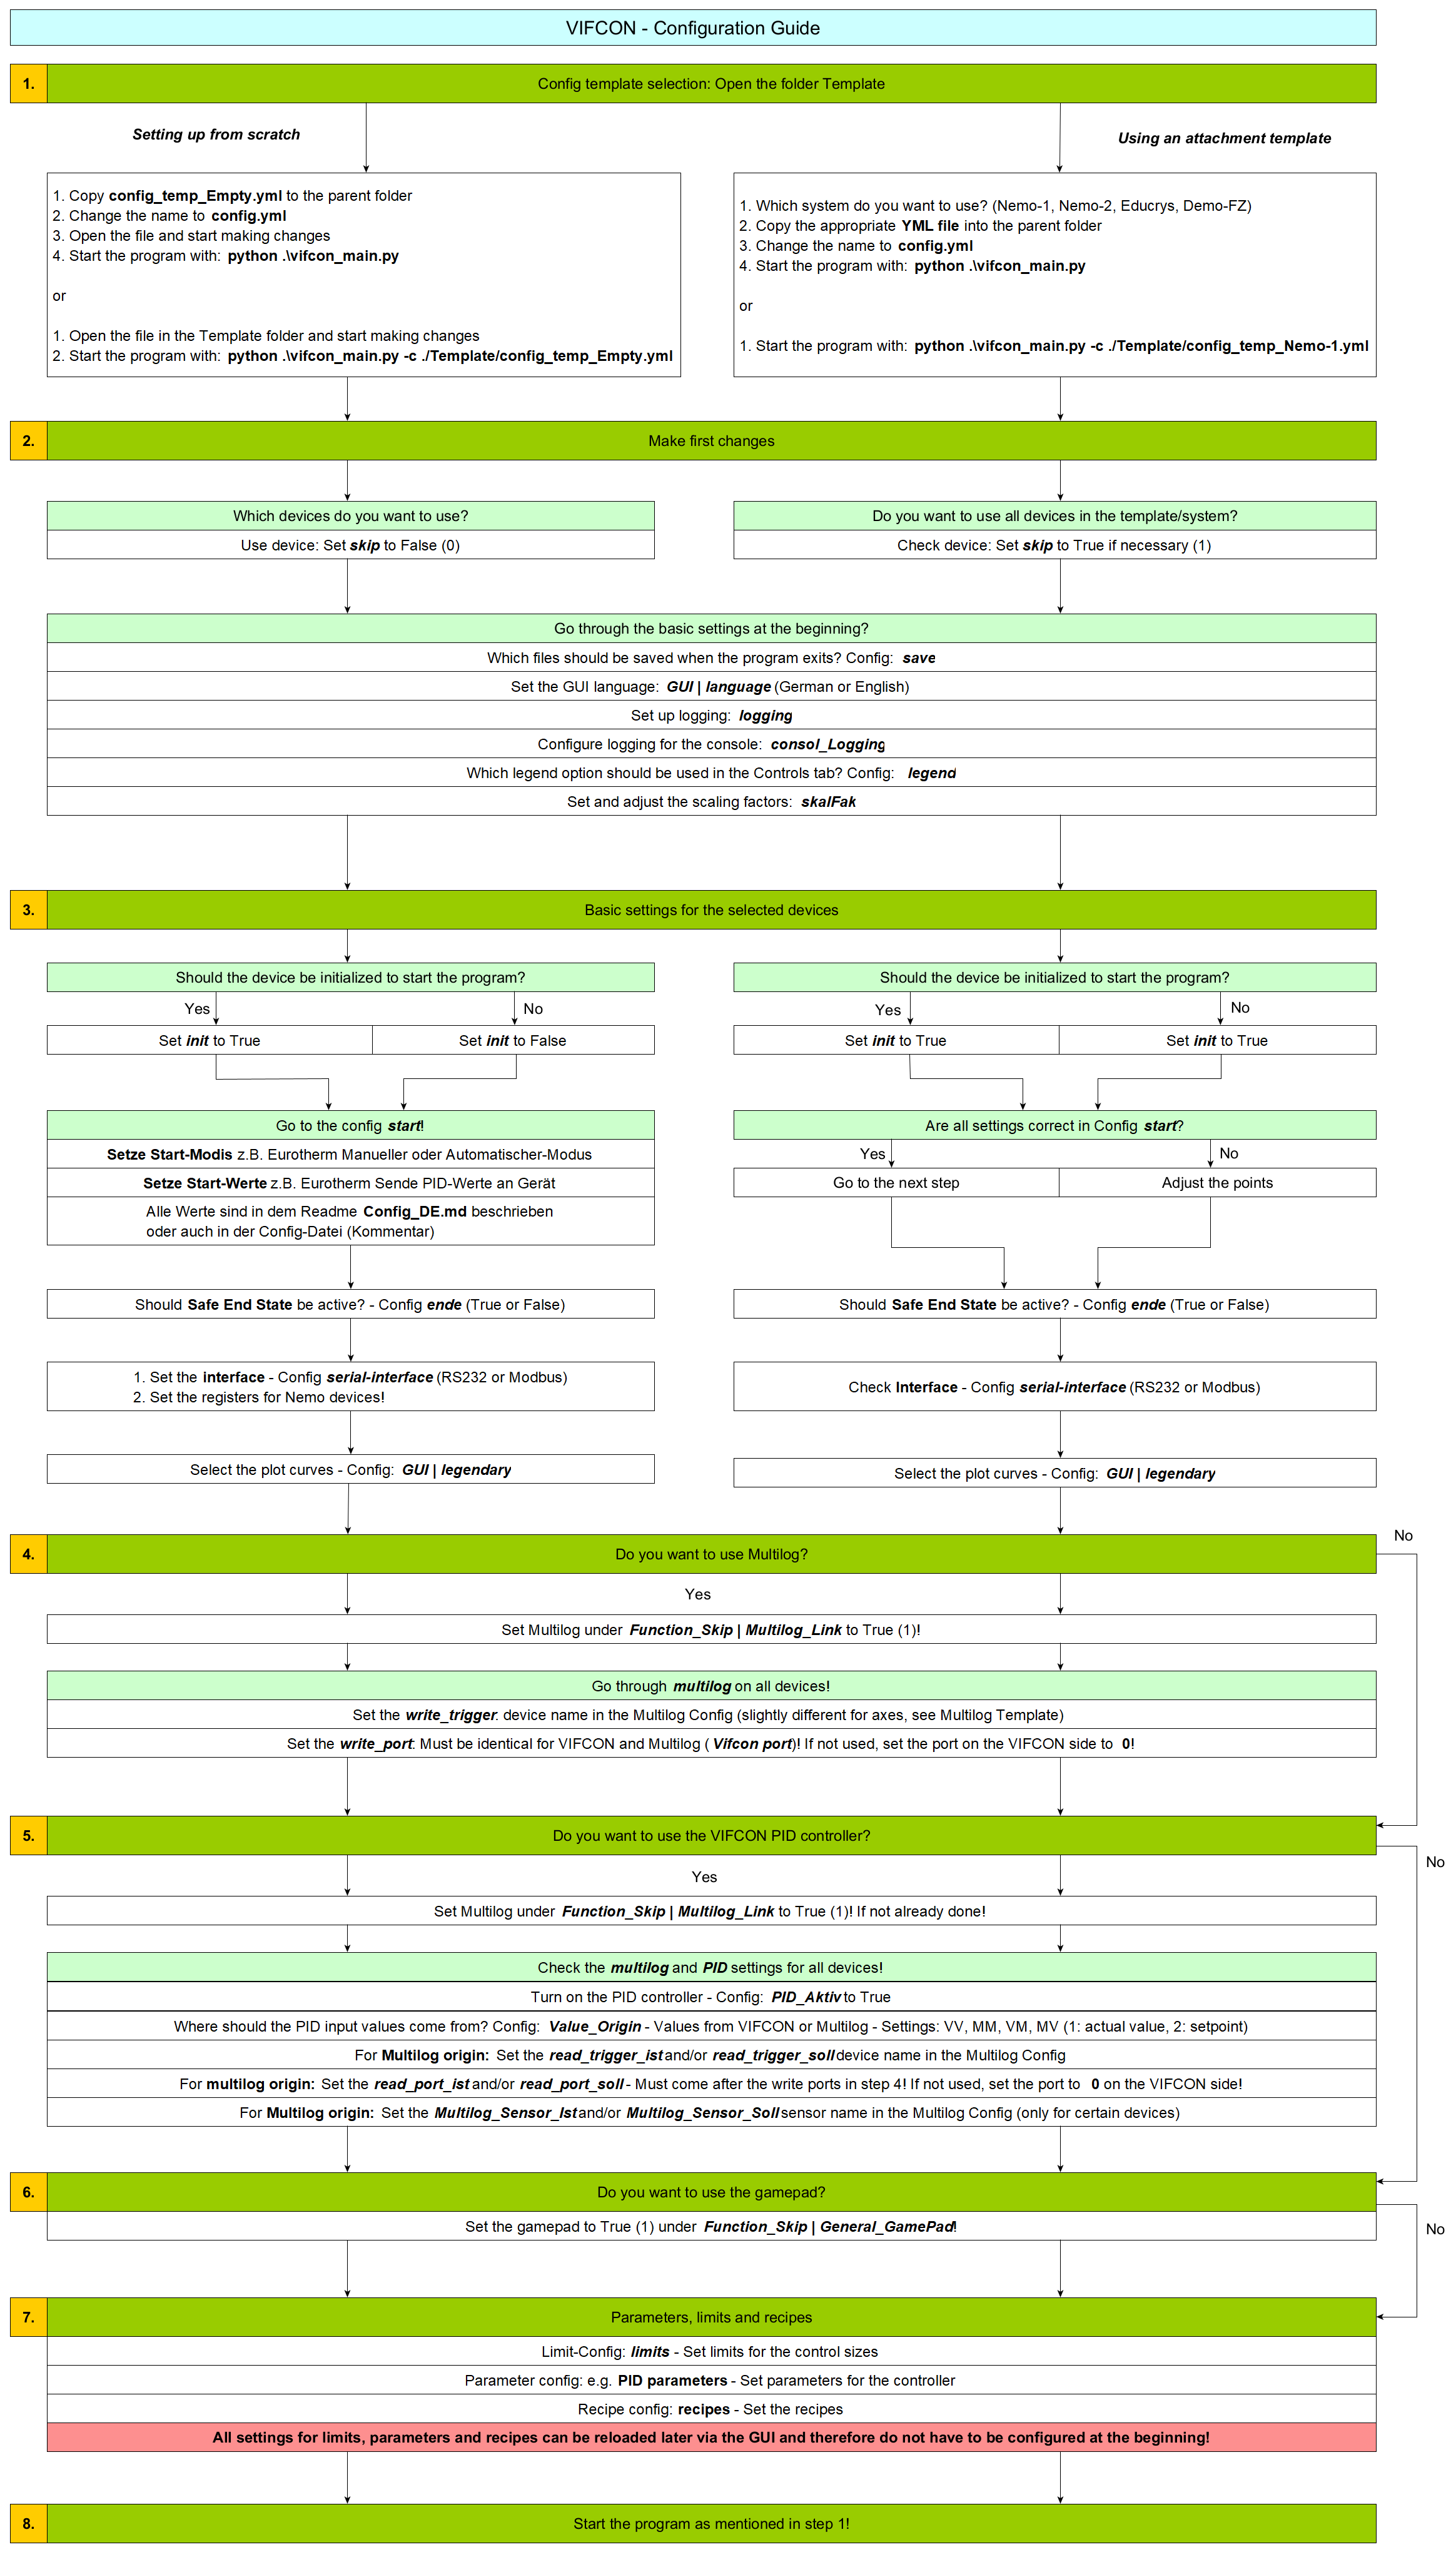 VIFCON - Configuration Guide
1.
Config template selection: Open the folder Template
Setting up from scratch
1. Copy config_temp_Empty.yml to the parent folder
2. Change the name to config.yml
3. Open the file and start making changes
4. Start the program with: python .\vifcon_main.py
or
1. Open the file in the Template folder and start making changes
2. Start the program with: python .\vifcon_main.py -c ./Template/config_temp_Empty.yml
Using an attachment template
1. Which system do you want to use? (Nemo-1, Nemo-2, Educrys, Demo-FZ)
2. Copy the appropriate YML file into the parent folder
3. Change the name to config.yml
4. Start the program with: python .\vifcon_main.py
or
1. Start the program with: python .\vifcon_main.py -c ./Template/config_temp_Nemo-1.yml
2.
Make first changes
Which devices do you want to use?
Use device: Set skip to False (0)
Do you want to use all devices in the template/system?
Check device: Set skip to True if necessary (1)
Go through the basic settings at the beginning?
Which files should be saved when the program exits? Config: save
Set the GUI language: GUI | language (German or English)
Set up logging: logging
Configure logging for the console: consol_Logging
Which legend option should be used in the Controls tab? Config: legend
Set and adjust the scaling factors: skalFak
3.
Basic settings for the selected devices
Should the device be initialized to start the program?
Yes
No
Set init to True
Set init to False
Go to the config start!
Setze Start-Modis z.B. Eurotherm Manueller oder Automatischer-Modus
Setze Start-Werte z.B. Eurotherm Sende PID-Werte an Gerät
Alle Werte sind in dem Readme Config_DE.md beschrieben
oder auch in der Config-Datei (Kommentar)
Should Safe End State be active? - Config ende (True or False)
1. Set the interface - Config serial-interface (RS232 or Modbus)
2. Set the registers for Nemo devices!
Select the plot curves - Config: GUI | legendary
Should the device be initialized to start the program?
Yes
No
Set init to True
Set init to True
Are all settings correct in Config start?
Yes
No
Go to the next step
Adjust the points
Should Safe End State be active? - Config ende (True or False)
Check Interface - Config serial-interface (RS232 or Modbus)
Select the plot curves - Config: GUI | legendary
4.
Do you want to use Multilog?
No
Yes
Set Multilog under Function_Skip | Multilog_Link to True (1)!
Go through multilog on all devices!
Set the write_trigger: device name in the Multilog Config (slightly different for axes, see Multilog Template)
Set the write_port: Must be identical for VIFCON and Multilog ( Vifcon port)! If not used, set the port on the VIFCON side to 0!
5.
Do you want to use the VIFCON PID controller?
No
Yes
Set Multilog under Function_Skip | Multilog_Link to True (1)! If not already done!
Check the multilog and PID settings for all devices!
Turn on the PID controller - Config: PID_Aktiv to True
Where should the PID input values come from? Config: Value_Origin - Values from VIFCON or Multilog - Settings: VV, MM, VM, MV (1: actual value, 2: setpoint)
For Multilog origin: Set the read_trigger_ist and/or read_trigger_soll device name in the Multilog Config
For multilog origin: Set the read_port_ist and/or read_port_soll - Must come after the write ports in step 4! If not used, set the port to 0 on the VIFCON side!
For Multilog origin: Set the Multilog_Sensor_Ist and/or Multilog_Sensor_Soll sensor name in the Multilog Config (only for certain devices)
6.
Do you want to use the gamepad?
Set the gamepad to True (1) under Function_Skip | General_GamePad!
No
7.
Parameters, limits and recipes
Limit-Config: limits - Set limits for the control sizes
Parameter config: e.g. PID parameters - Set parameters for the controller
Recipe config: recipes - Set the recipes
All settings for limits, parameters and recipes can be reloaded later via the GUI and therefore do not have to be configured at the beginning!
8.
Start the program as mentioned in step 1!